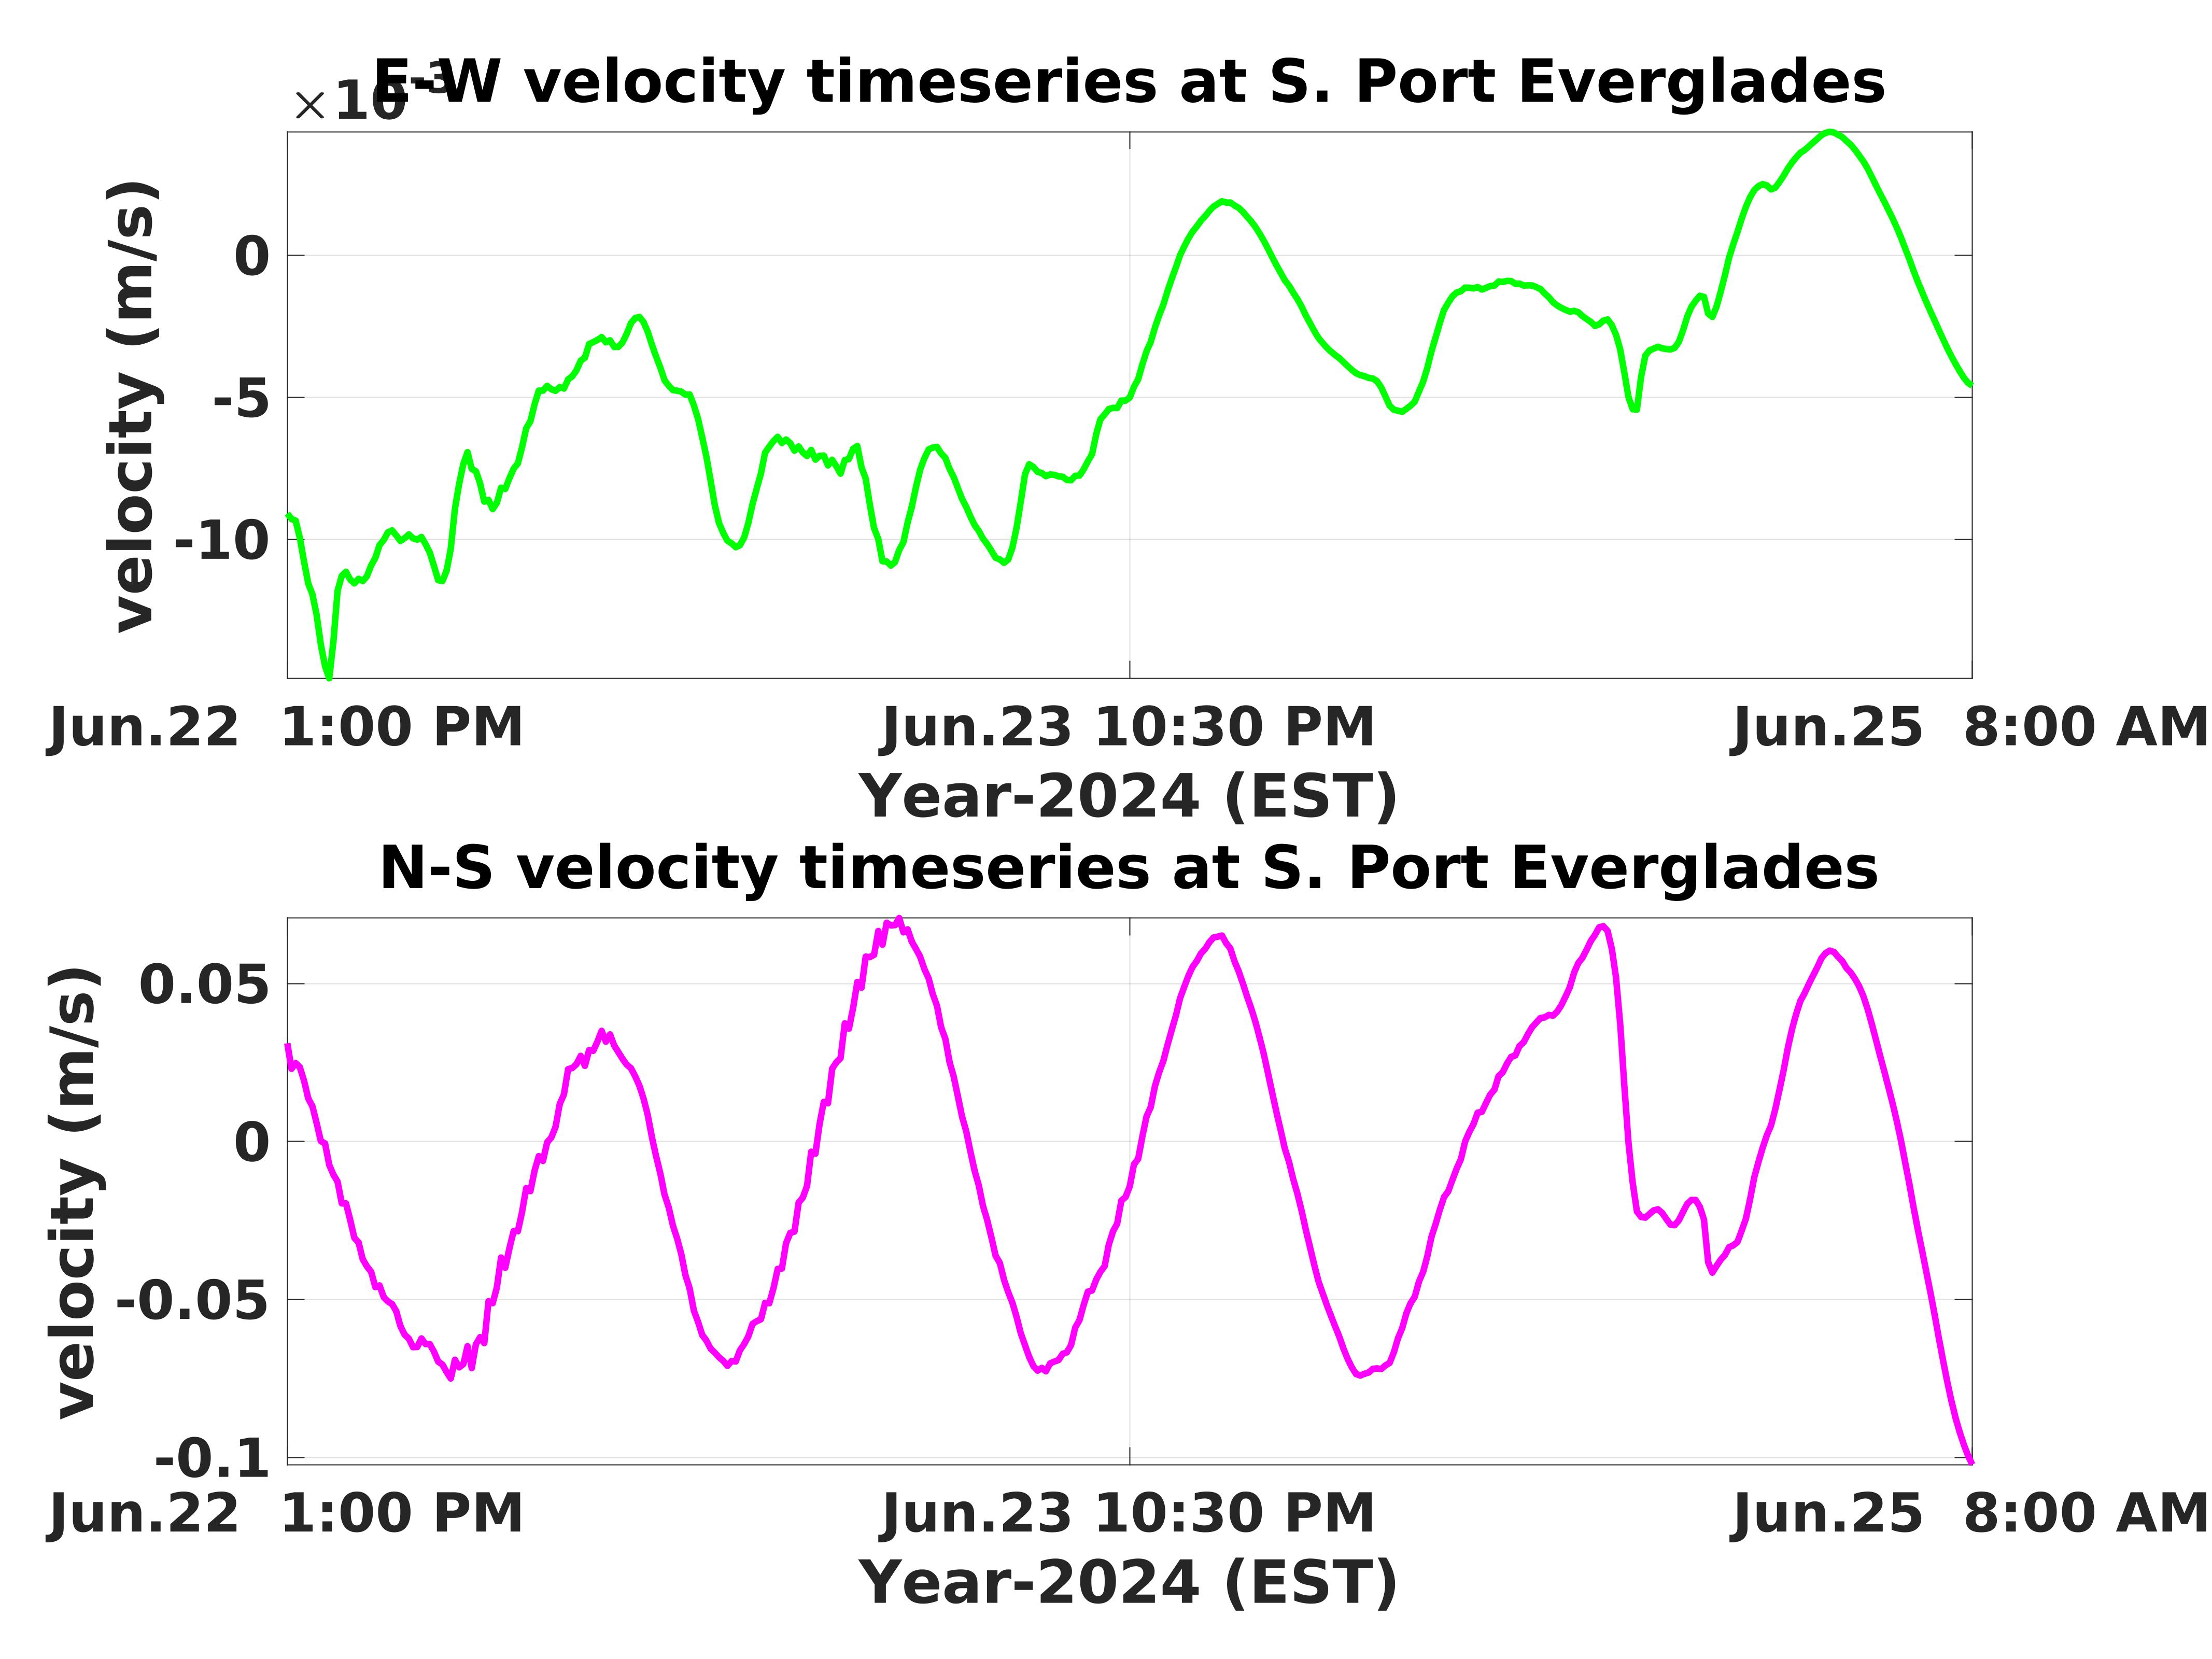 E-W velocity timeseries at S. Port Everglades
×10-3
velocity (m/s)
0
-5
-10
Jun.22 1:00 PM
Jun.23 10:30 PM
Jun.25 8:00 AM
Year-2024 (EST)
N-S velocity timeseries at S. Port Everglades
velocity (m/s)
0.05
0
-0.05
-0.1
Jun.22 1:00 PM
Jun.23 10:30 PM
Jun.25 8:00 AM
Year-2024 (EST)